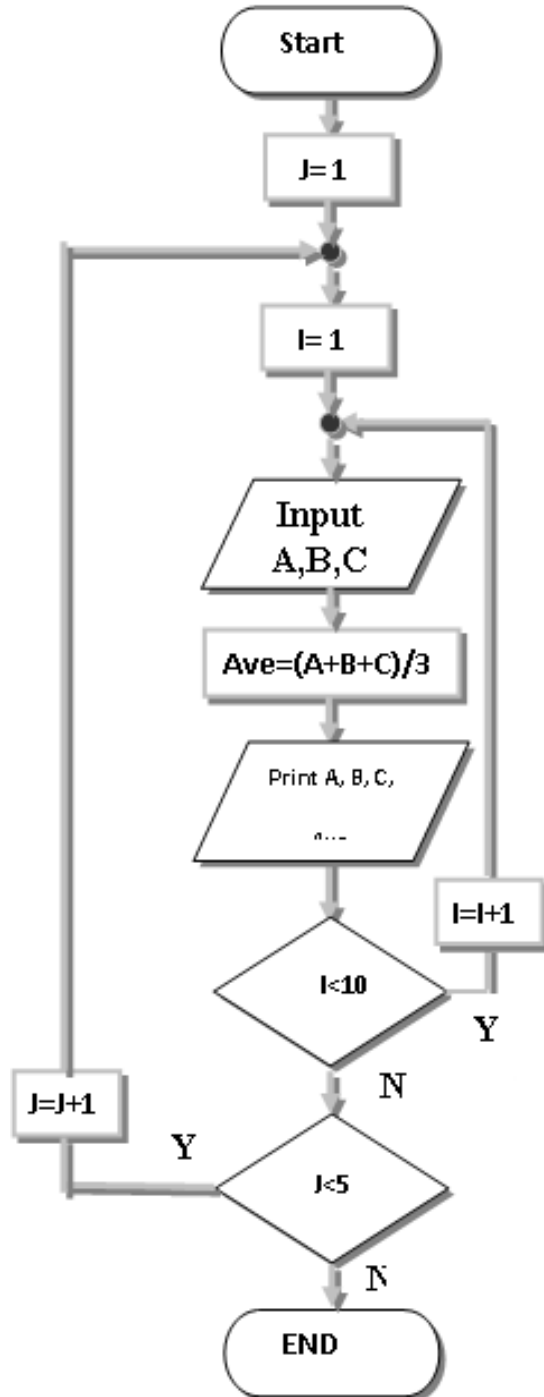 Start
J= 1
I= 1
Input
A,B,C
Ave=(A+B+C)/3
Print A, B, C,
I=I+1
I<10
Y
N
J=J+1
Y
J<5
N
END